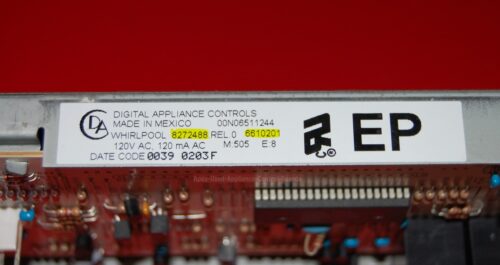 DIGITAL APPLIANCE CONTROLS
MADE IN MEXICO 00N06511244
WHIRLPOOL 8272488 REL.0 6610201
120V AC, 120 mA AC M:505 E:8
DATE CODE 0039 0203F
EP